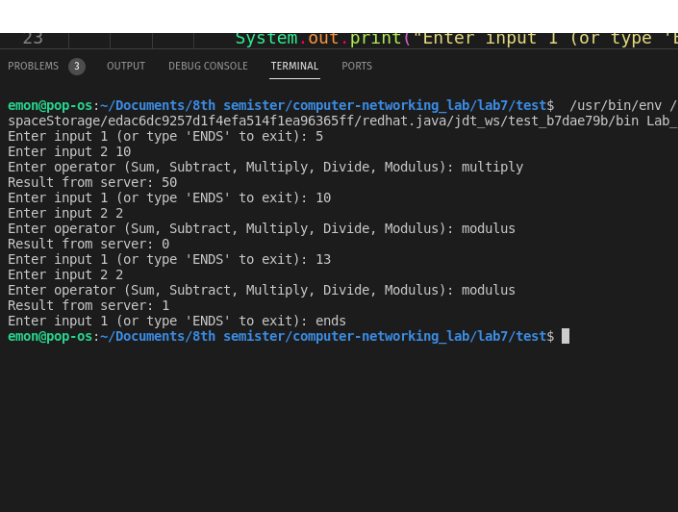 23 System.out.print("Enter input 1 (or type 'E
PROBLEMS 3 OUTPUT DEBUG CONSOLE TERMINAL PORTS
emon@pop-os:~/Documents/8th semister/computer-networking_lab/lab7/test$ /usr/bin/env /
spaceStorage/edac6dc9257d1f4efa514f1ea96365ff/redhat.java/jdt_ws/test_b7dae79b/bin Lab_
Enter input 1 (or type 'ENDS' to exit): 5
Enter input 2 10
Enter operator (Sum, Subtract, Multiply, Divide, Modulus): multiply
Result from server: 50
Enter input 1 (or type 'ENDS' to exit): 10
Enter input 2 2
Enter operator (Sum, Subtract, Multiply, Divide, Modulus): modulus
Result from server: 0
Enter input 1 (or type 'ENDS' to exit): 13
Enter input 2 2
Enter operator (Sum, Subtract, Multiply, Divide, Modulus): modulus
Result from server: 1
Enter input 1 (or type 'ENDS' to exit): ends
emon@pop-os:~/Documents/8th semister/computer-networking_lab/lab7/test$